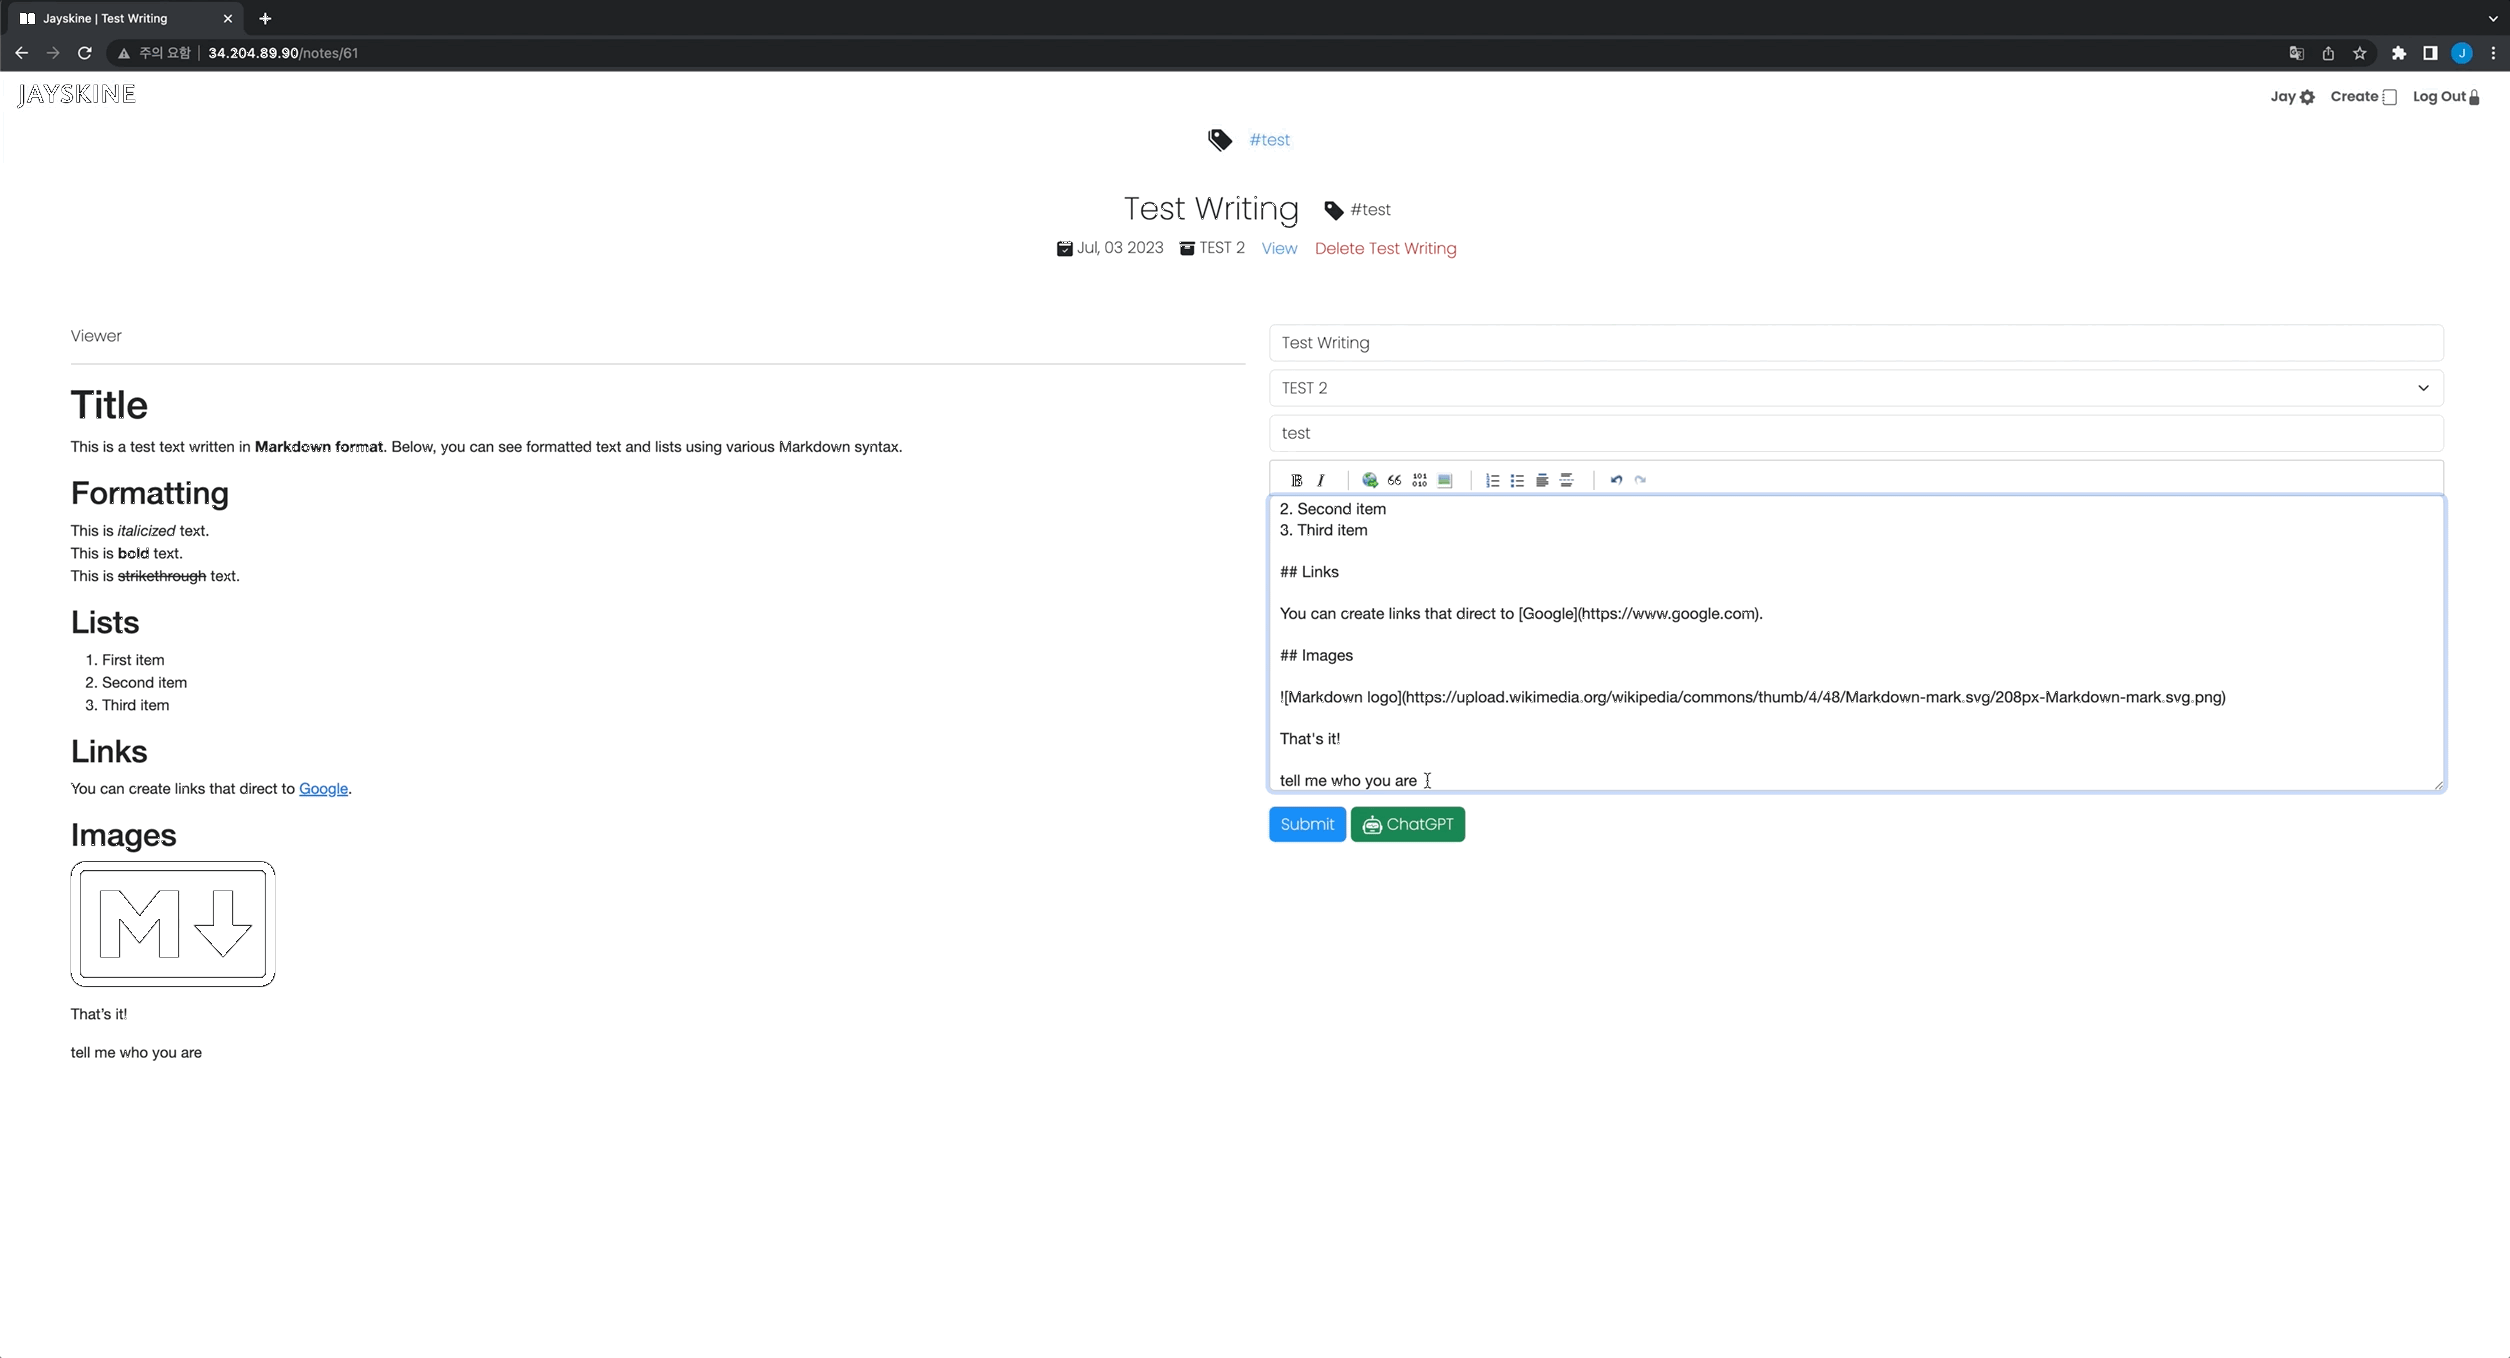 Jayskine | Test Writing
주의 요함 34.204.89.90/notes/61
J
JAYSKINE
Jay Create Log Out
#test
Test Writing #test
Jul, 03 2023 TEST 2 View Delete Test Writing
Viewer
Title
This is a test text written in Markdown format. Below, you can see formatted text and lists using various Markdown syntax.
Formatting
This is italicized text.
This is bold text.
This is strikethrough text.
Lists
1. First item
2. Second item
3. Third item
Links
You can create links that direct to Google.
Images
M
That's it!
tell me who you are
Test Writing
TEST 2
test
B I 66 101 010
2. Second item
3. Third item
## Links
You can create links that direct to [Google](https://www.google.com).
## Images
![Markdown logo](https://upload.wikimedia.org/wikipedia/commons/thumb/4/48/Markdown-mark.svg/208px-Markdown-mark.svg.png)
That's it!
tell me who you are
Submit ChatGPT